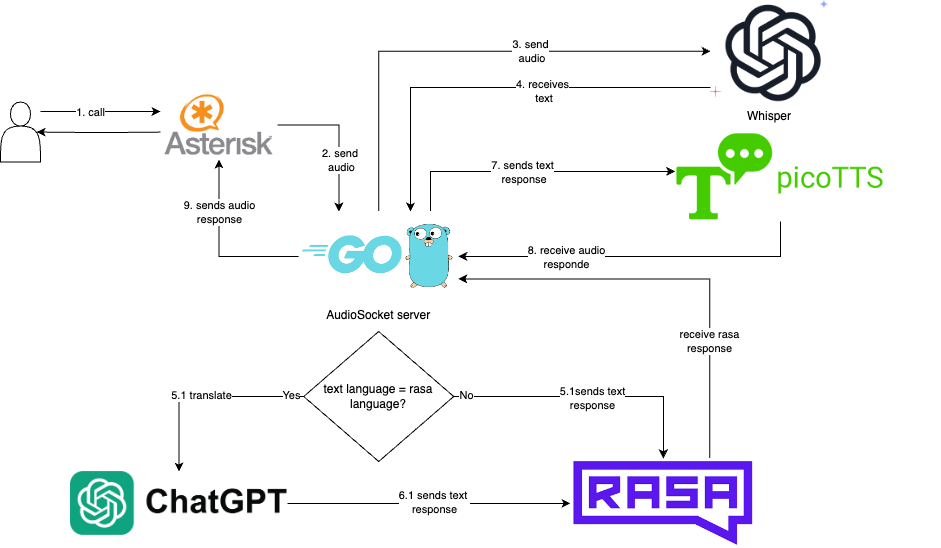 3. send
audio
4. receives
text
Whisper
1. call
Asterisk
2. send
audio
7. sends text
response
T
picoTTS
9. sends audio
response
GO
8. receive audio
responde
AudioSocket server
receive rasa
response
text language = rasa
language?
5.1 translate
Yes
No
5.1sends text
response
ChatGPT
6.1 sends text
response
RASA